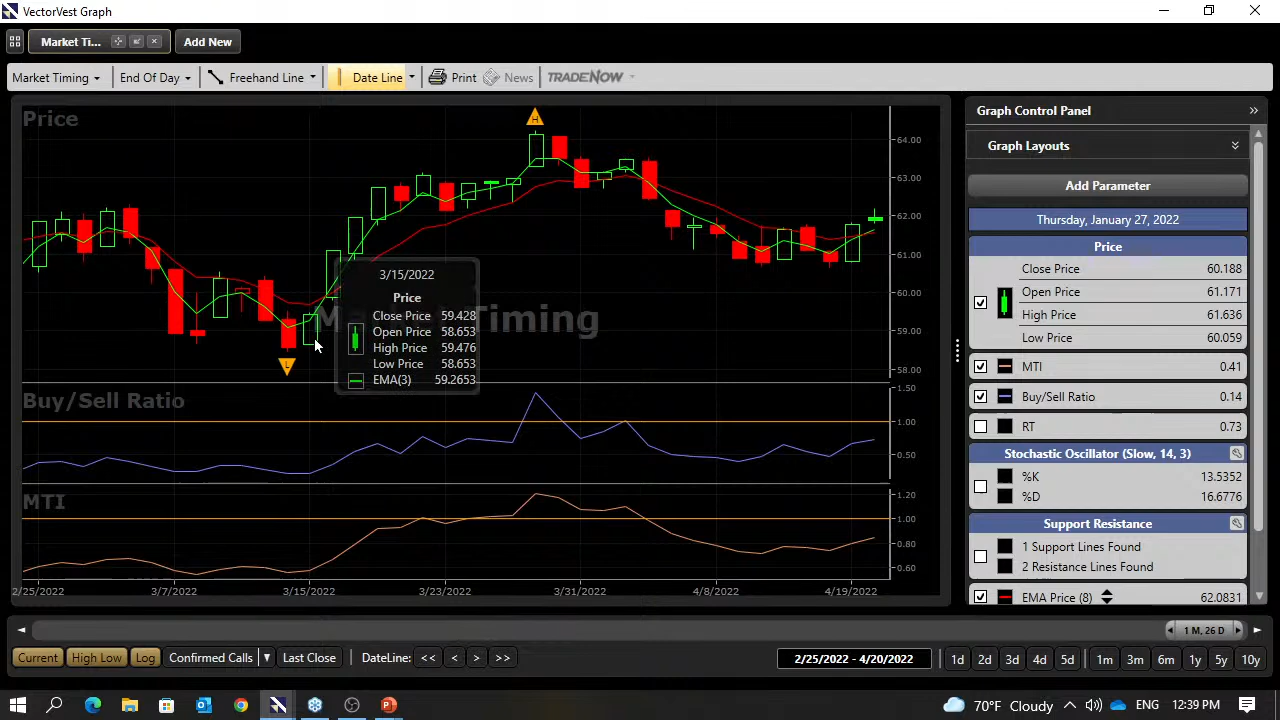 VectorVest Graph
Market Ti...
Add New
Market Timing
End Of Day
Freehand Line
Date Line
Print
News
TRADENOW
Price
H
64.00
63.00
62.00
61.00
60.00
59.00
58.00
L
Market Timing
3/15/2022
Price
Close Price 59.428
Open Price 58.653
High Price 59.476
Low Price 58.653
EMA(3) 59.2653
Buy/Sell Ratio
1.50
1.00
0.50
MTI
1.20
1.00
0.80
0.60
2/25/2022 3/7/2022 3/15/2022 3/23/2022 3/31/2022 4/8/2022 4/19/2022
Graph Control Panel
Graph Layouts
Add Parameter
Thursday, January 27, 2022
Price
Close Price 60.188
Open Price 61.171
High Price 61.636
Low Price 60.059
MTI 0.41
Buy/Sell Ratio 0.14
RT 0.73
Stochastic Oscillator (Slow, 14, 3)
%K 13.5352
%D 16.6776
Support Resistance
1 Support Lines Found
2 Resistance Lines Found
EMA Price (8) 62.0831
1 M, 26 D
Current High Low Log Confirmed Calls Last Close DateLine: << < > >> 2/25/2022 - 4/20/2022 1d 2d 3d 4d 5d 1m 3m 6m 1y 5y 10y
70°F Cloudy ENG 12:39 PM